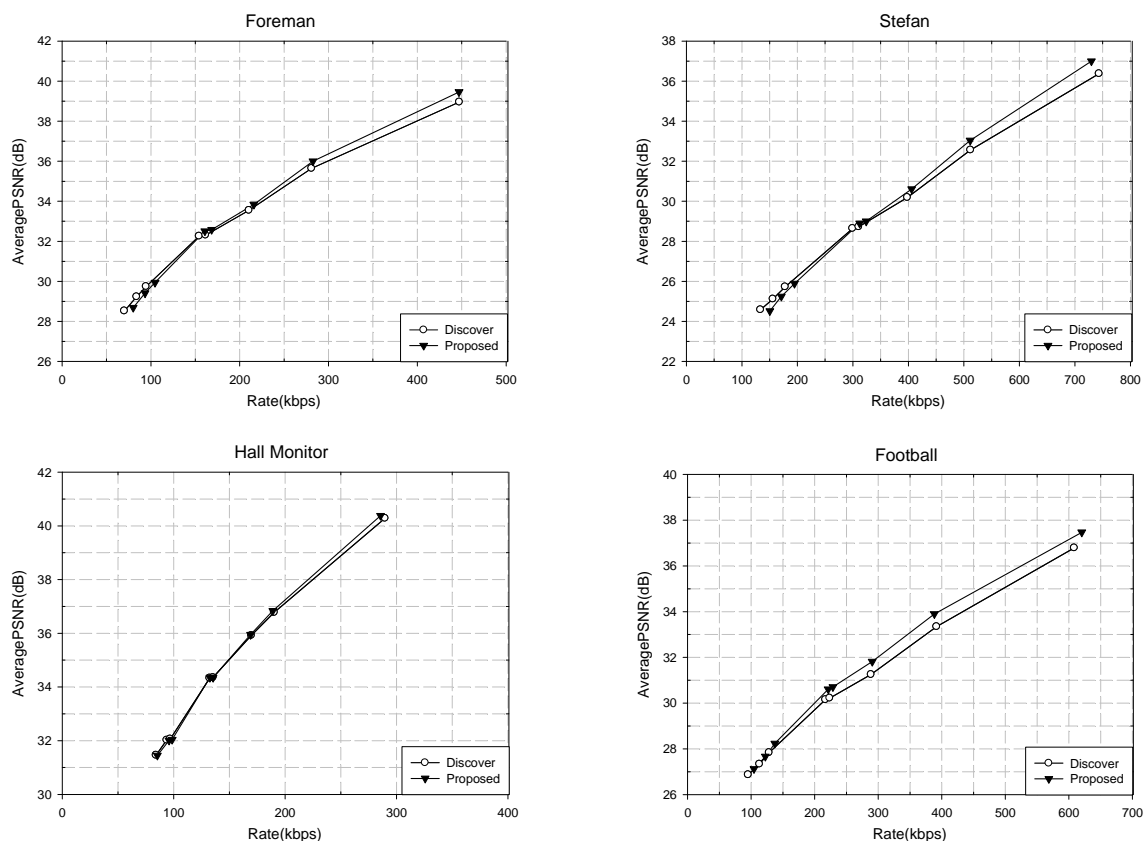 Foreman
42
40
38
36
34
32
30
28
26
AveragePSNR(dB)
0 100 200 300 400 500
Rate(kbps)
Discover
Proposed
Stefan
38
36
34
32
30
28
26
24
22
AveragePSNR(dB)
0 100 200 300 400 500 600 700 800
Rate(kbps)
Discover
Proposed
Hall Monitor
42
40
38
36
34
32
30
AveragePSNR(dB)
0 100 200 300 400
Rate(kbps)
Discover
Proposed
Football
40
38
36
34
32
30
28
26
AveragePSNR(dB)
0 100 200 300 400 500 600 700
Rate(kbps)
Discover
Proposed